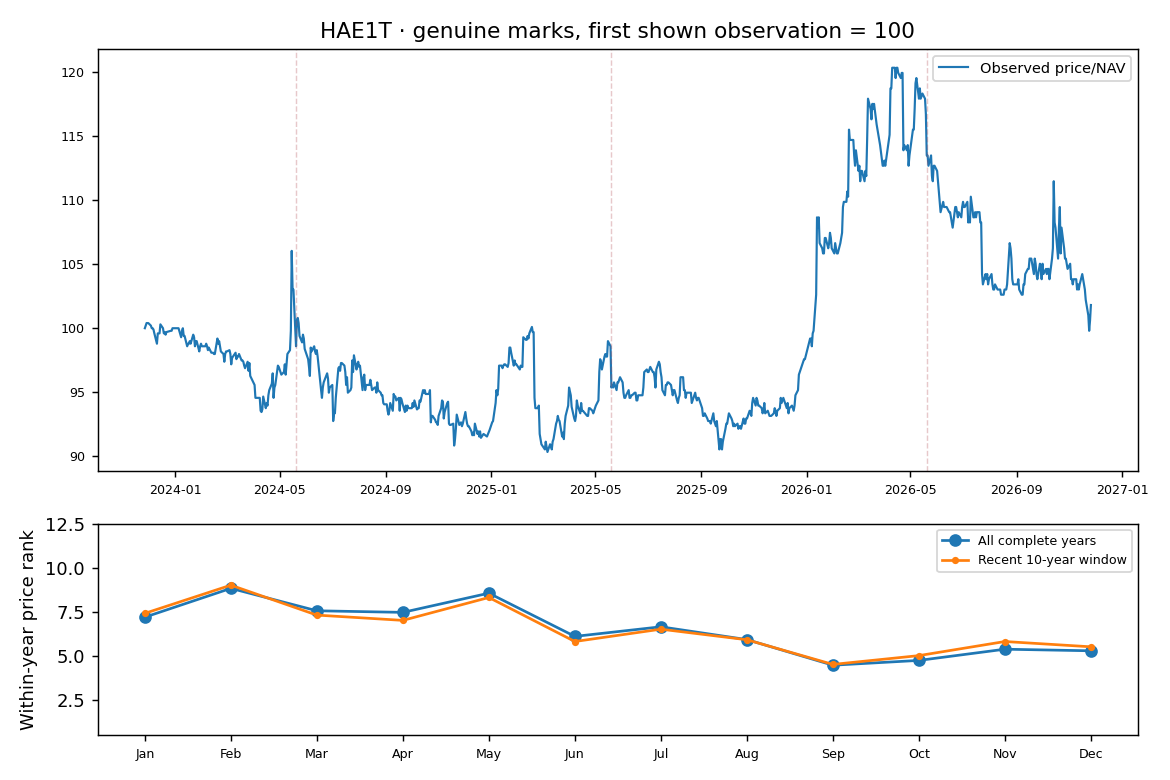 HAE1T · genuine marks, first shown observation = 100
Observed price/NAV
120
115
110
105
100
95
90
2024-01 2024-05 2024-09 2025-01 2025-05 2025-09 2026-01 2026-05 2026-09 2027-01
Within-year price rank
12.5
10.0
7.5
5.0
2.5
All complete years
Recent 10-year window
Jan Feb Mar Apr May Jun Jul Aug Sep Oct Nov Dec